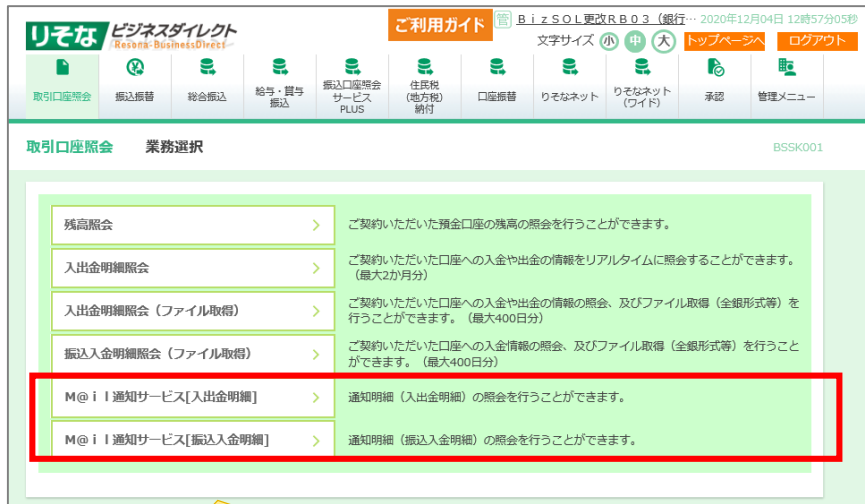 りそな ビジネスダイレクト
Resona Business Direct
ご利用ガイド
管 BizSOL更改RB03（銀行… 2020年12月04日 12時57分05秒
文字サイズ 小 中 大 トップページへ ログアウト
取引口座照会
振込振替
総合振込
給与・賞与
振込
振込口座照会
サービス
PLUS
住民税
(地方税)
納付
口座振替
りそなネット
りそなネット
(ワイド)
承認
管理メニュー
取引口座照会 業務選択 BSSK001
残高照会
ご契約いただいた預金口座の残高の照会を行うことができます。
入出金明細照会
ご契約いただいた口座への入金や出金の情報をリアルタイムに照会することができます。
（最大2か月分）
入出金明細照会（ファイル取得）
ご契約いただいた口座への入金や出金の情報の照会、及びファイル取得（全銀形式等）を
行うことができます。（最大400日分）
振込入金明細照会（ファイル取得）
ご契約いただいた口座への入金情報の照会、及びファイル取得（全銀形式等）を行うこと
ができます。（最大400日分）
M@il通知サービス[入出金明細]
通知明細（入出金明細）の照会を行うことができます。
M@il通知サービス[振込入金明細]
通知明細（振込入金明細）の照会を行うことができます。